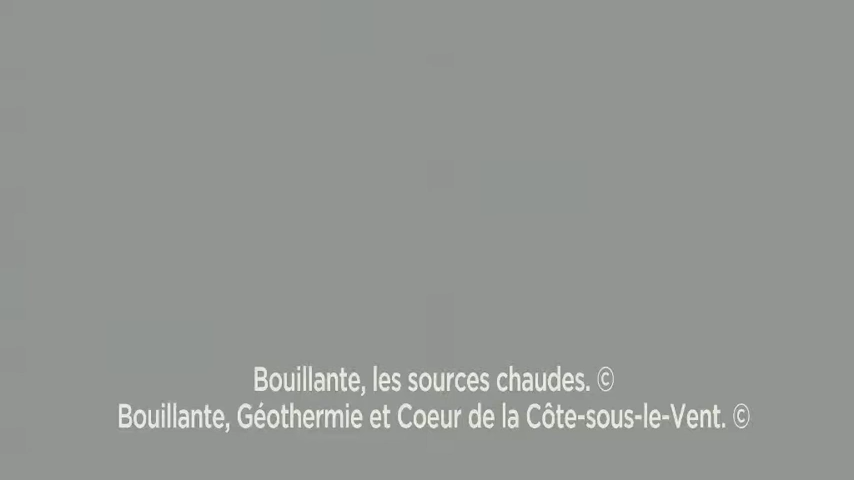 Bouillante, les sources chaudes. ©
Bouillante, Géothermie et Coeur de la Côte-sous-le-Vent. ©